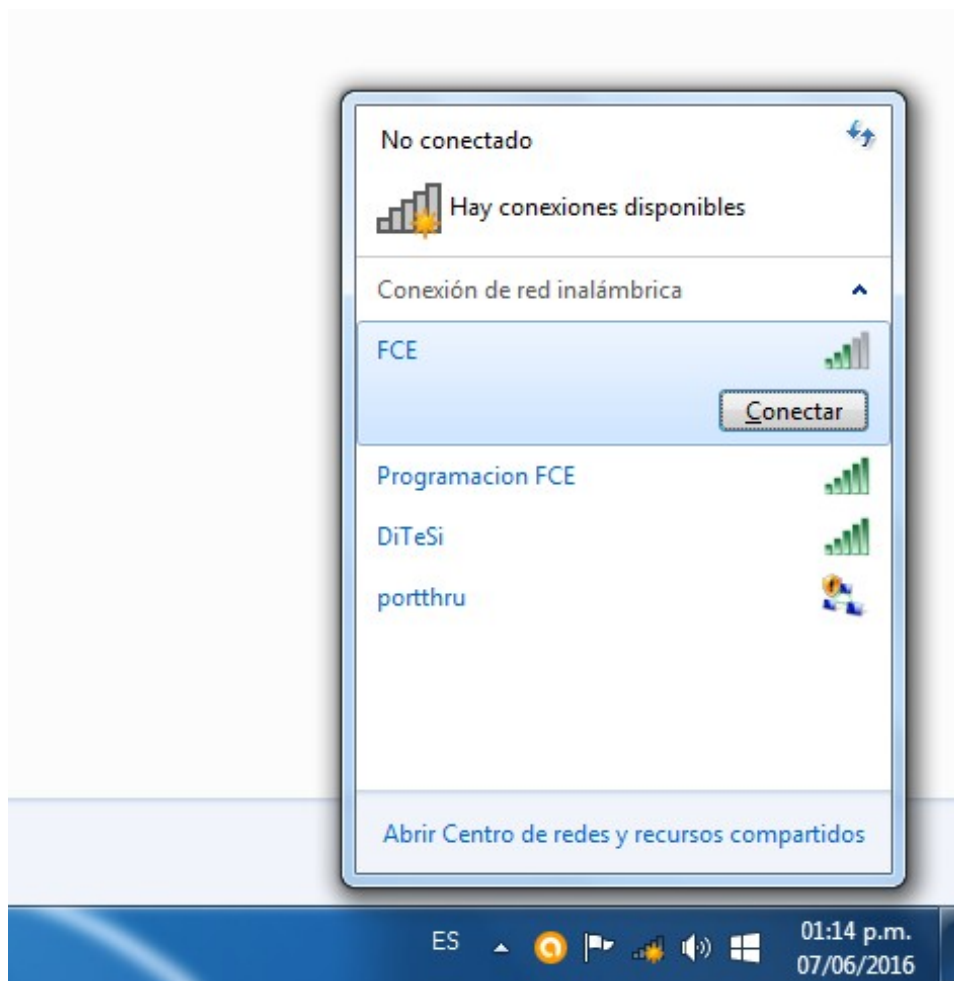 No conectado
Hay conexiones disponibles
Conexión de red inalámbrica
FCE
Conectar
Programacion FCE
DiTeSi
portthru
Abrir Centro de redes y recursos compartidos
ES
01:14 p.m.
07/06/2016